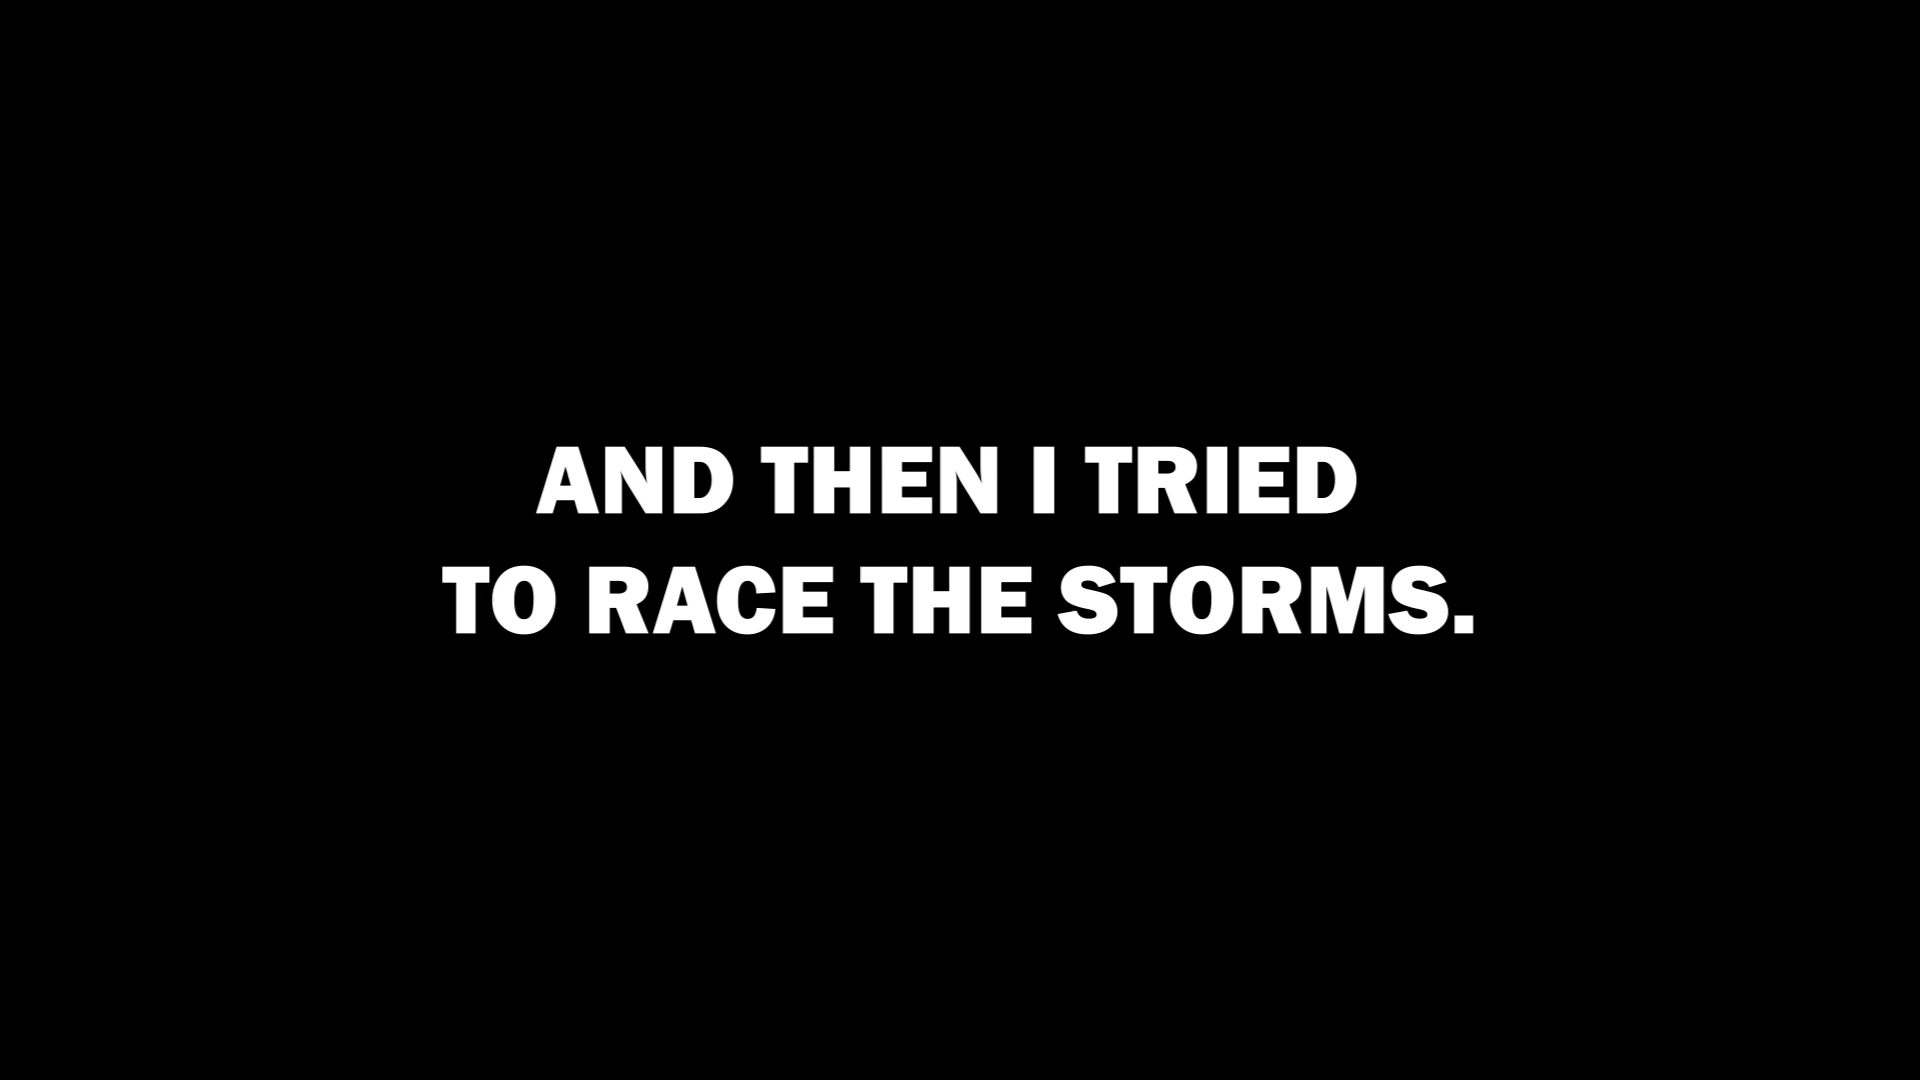 AND THEN I TRIED
TO RACE THE STORMS.